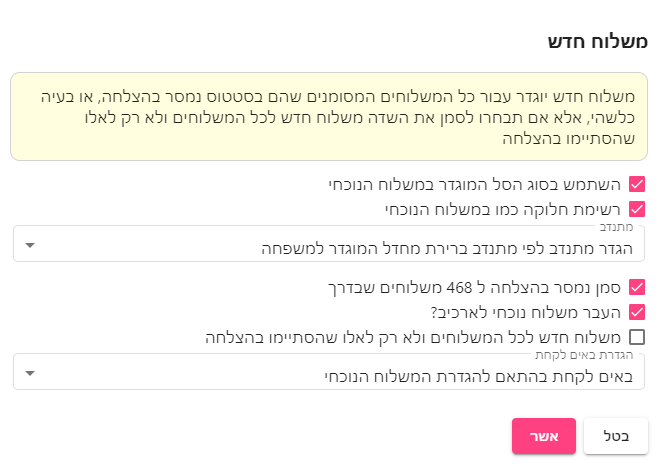 משלוח חדש
משלוח חדש יוגדר עבור כל המשלוחים המסומנים שהם בסטטוס נמסר בהצלחה, או בעיה
כלשהי, אלא אם תבחרו לסמן את השדה משלוח חדש לכל המשלוחים ולא רק לאלו
שהסתיימו בהצלחה
השתמש בסוג הסל המוגדר במשלוח הנוכחי
רשימת חלוקה כמו במשלוח הנוכחי
מתנדב
הגדר מתנדב לפי מתנדב ברירת מחדל המוגדר למשפחה
סמן נמסר בהצלחה ל 468 משלוחים שבדרך
העבר משלוח נוכחי לארכיב?
משלוח חדש לכל המשלוחים ולא רק לאלו שהסתיימו בהצלחה
הגדרת באים לקחת
באים לקחת בהתאם להגדרת המשלוח הנוכחי
בטל
אשר